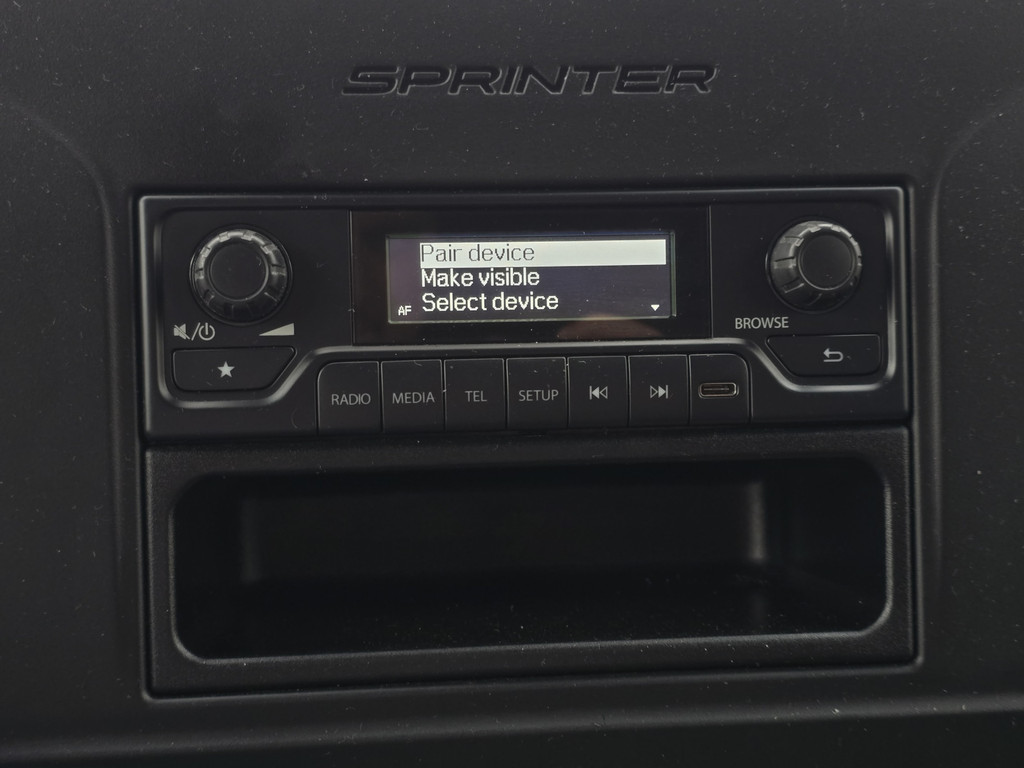 SPRINTER
Pair device
Make visible
Select device
AF
BROWSE
RADIO
MEDIA
TEL
SETUP